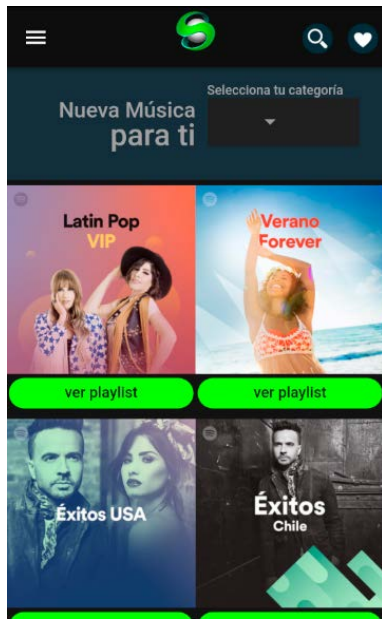 Selecciona tu categoría
Nueva Música
para ti
Latin Pop
VIP
Verano
Forever
ver playlist
ver playlist
Éxitos USA
Éxitos
Chile